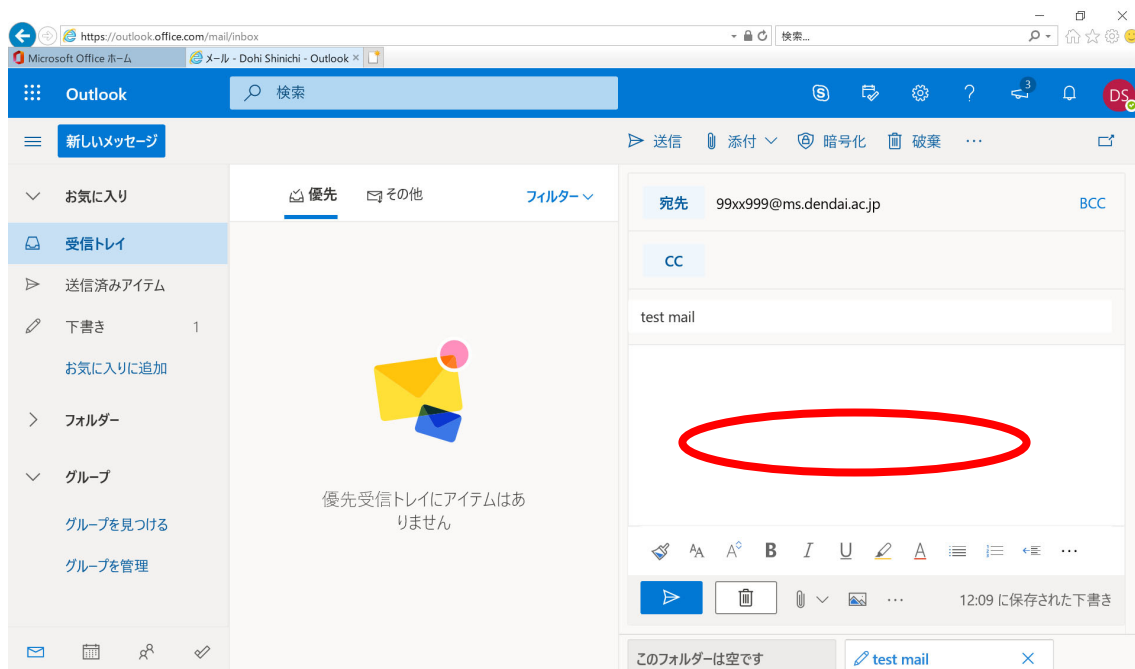 https://outlook.office.com/mail/inbox
検索...
Microsoft Office ホーム
メール - Dohi Shinichi - Outlook
Outlook
検索
3
DS
新しいメッセージ
送信
添付
暗号化
破棄
お気に入り
優先
その他
フィルター
宛先
99xx999@ms.dendai.ac.jp
BCC
受信トレイ
CC
送信済みアイテム
test mail
下書き 1
お気に入りに追加
フォルダー
グループ
優先受信トレイにアイテムはあ
りません
グループを見つける
グループを管理
12:09 に保存された下書き
このフォルダーは空です
test mail